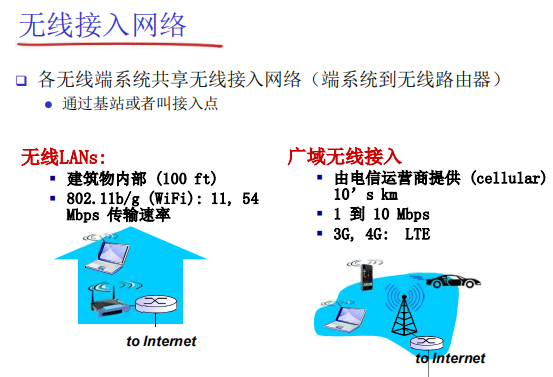 无线接入网络
各无线端系统共享无线接入网络（端系统到无线路由器）
通过基站或者叫接入点
无线LANs:
建筑物内部 (100 ft)
802.11b/g (WiFi): 11, 54
Mbps 传输速率
to Internet
广域无线接入
由电信运营商提供 (cellular)
10’s km
1 到 10 Mbps
3G, 4G: LTE
to Internet